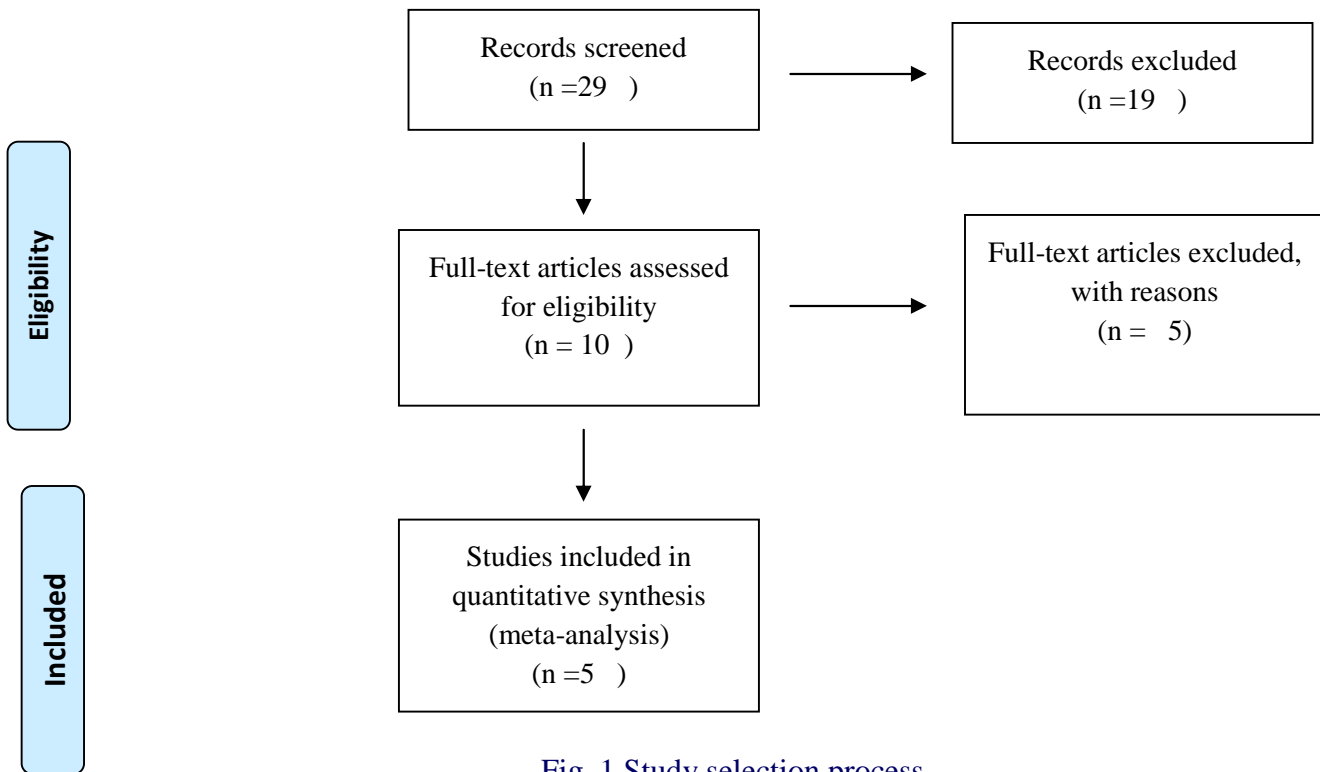 Records screened
(n =29 )
Records excluded
(n =19 )
Eligibility
Full-text articles assessed
for eligibility
(n = 10 )
Full-text articles excluded,
with reasons
(n = 5)
Included
Studies included in
quantitative synthesis
(meta-analysis)
(n =5 )
Fig. 1 Study selection process